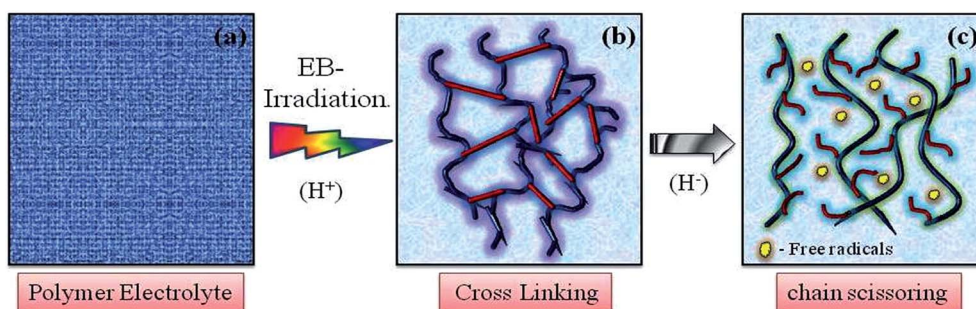 (a)
EB-
Irradiation.
(H⁺)
(b)
(H⁻)
(c)
- Free radicals
Polymer Electrolyte
Cross Linking
chain scissoring